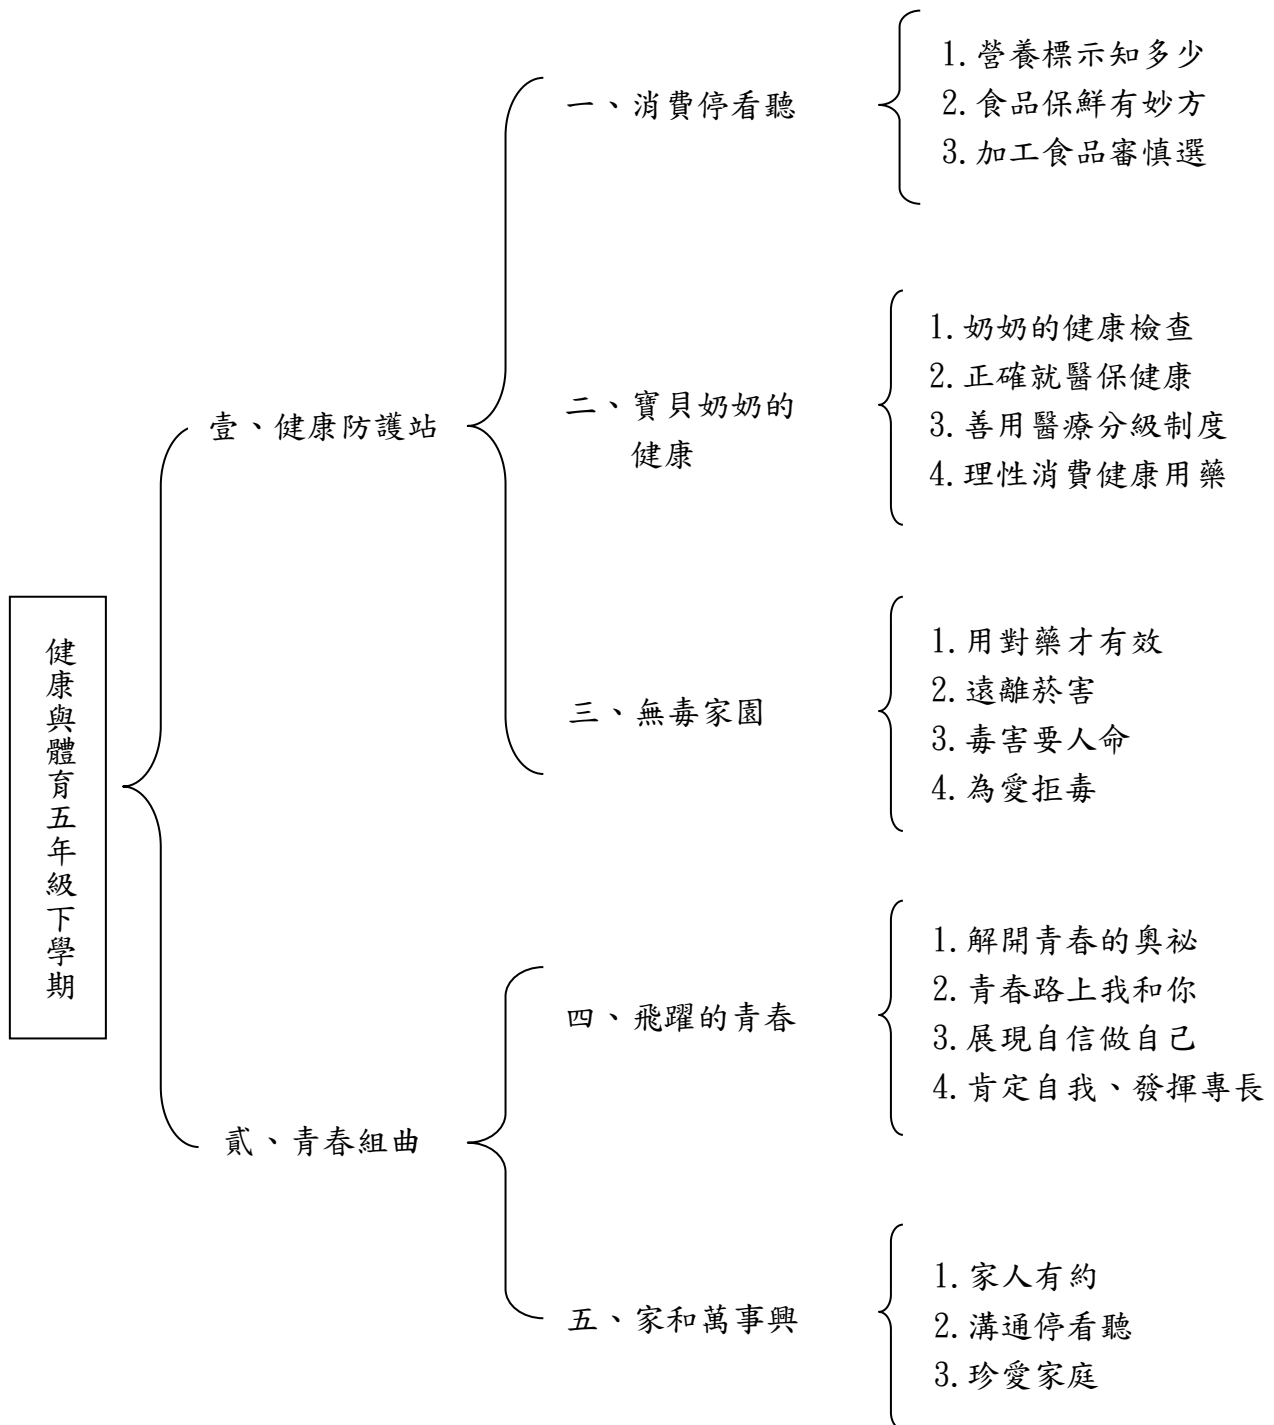 健康與體育五年級下學期
壹、健康防護站
一、消費停看聽
1.營養標示知多少
2.食品保鮮有妙方
3.加工食品審慎選
二、寶貝奶奶的
健康
1.奶奶的健康檢查
2.正確就醫保健康
3.善用醫療分級制度
4.理性消費健康用藥
三、無毒家園
1.用對藥才有效
2.遠離菸害
3.毒害要人命
4.為愛拒毒
貳、青春組曲
四、飛躍的青春
1.解開青春的奧祕
2.青春路上我和你
3.展現自信做自己
4.肯定自我、發揮專長
五、家和萬事興
1.家人有約
2.溝通停看聽
3.珍愛家庭